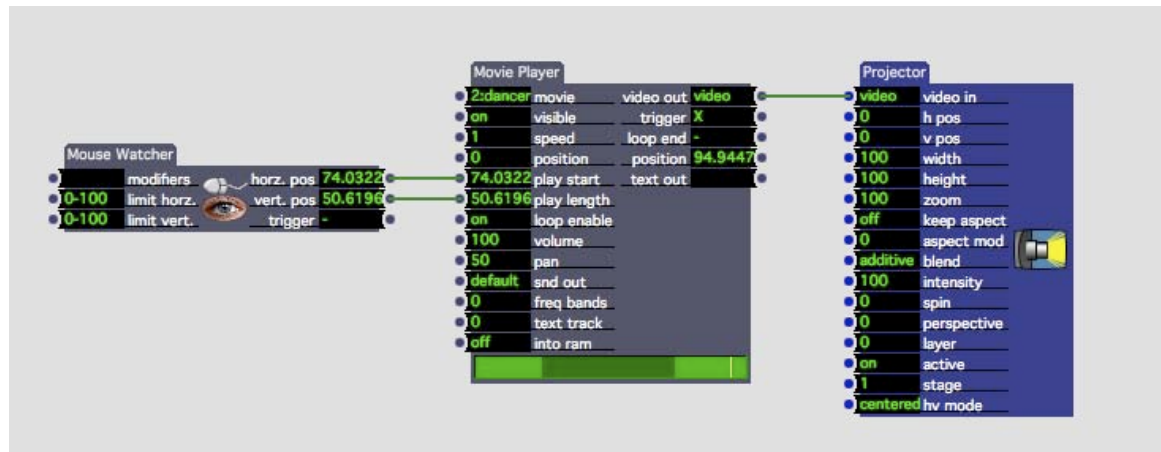 Mouse Watcher
modifiers horz. pos 74.0322
0-100 limit horz. vert. pos 50.6196
0-100 limit vert. trigger -
Movie Player
2:dancer movie video out video
on visible trigger X
1 speed loop end -
0 position position 94.9447
74.0322 play start text out
50.6196 play length
on loop enable
100 volume
50 pan
default snd out
0 freq bands
0 text track
off into ram
Projector
video video in
0 h pos
0 v pos
100 width
100 height
100 zoom
off keep aspect
0 aspect mod
additive blend
100 intensity
0 spin
0 perspective
0 layer
on active
1 stage
centered hv mode